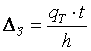 Δ₃ = q_T · t / h